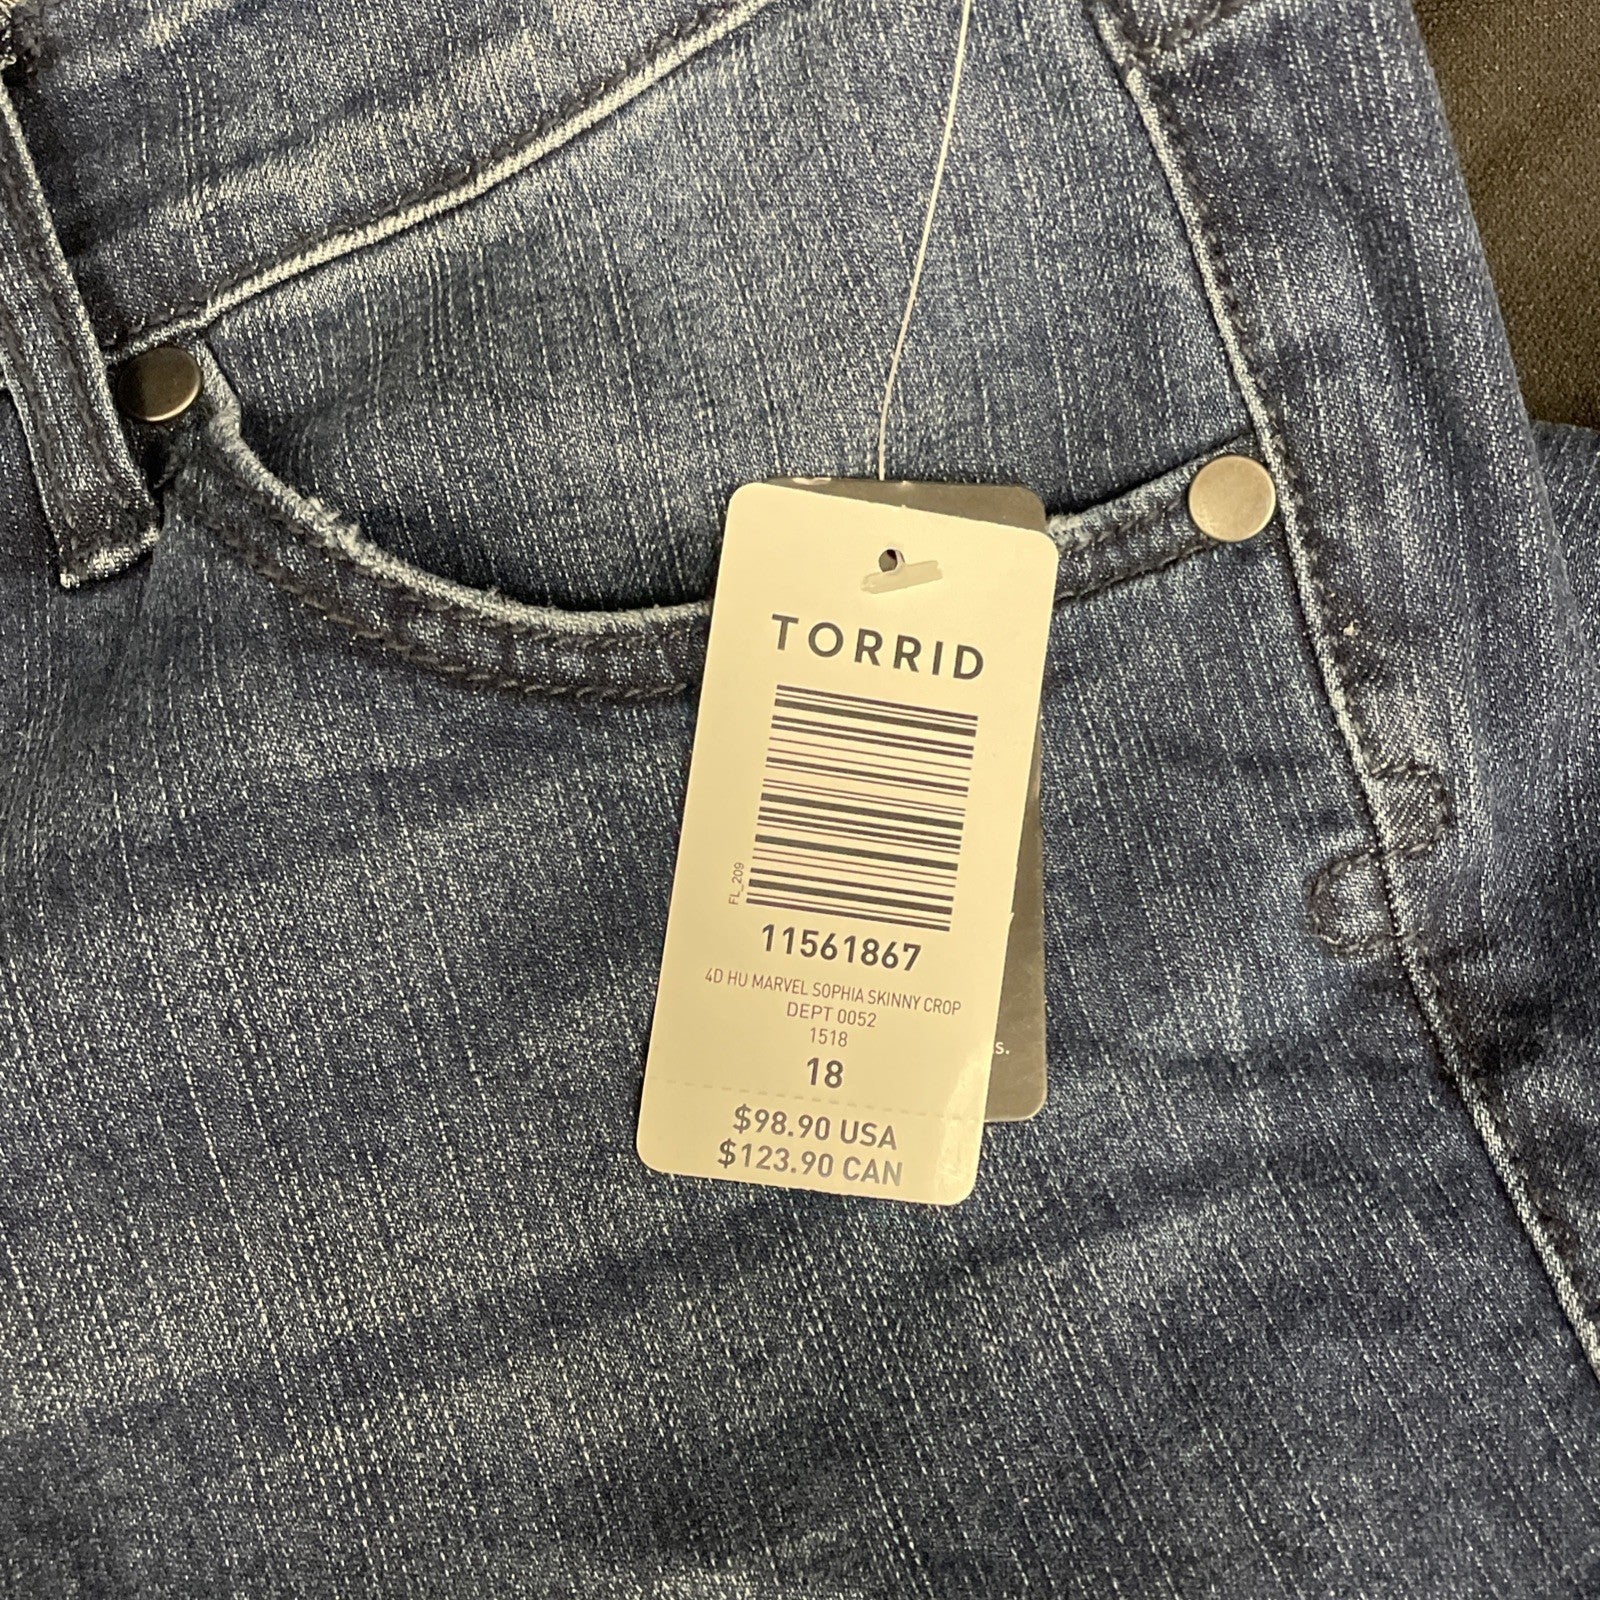 TORRID
FL_209
11561867
4D HU MARVEL SOPHIA SKINNY CROP
DEPT 0052
1518
18
$98.90 USA
$123.90 CAN